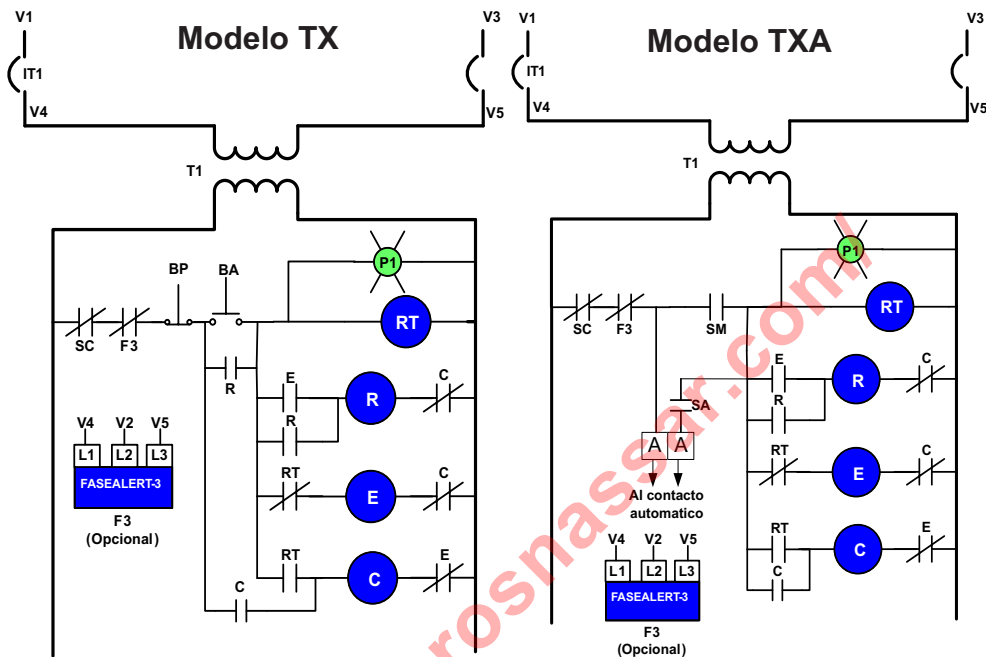 Modelo TX
V1
V3
IT1
V4
V5
T1
P1
BP
BA
RT
SC
F3
R
E
R
C
R
V4
V2
V5
L1
L2
L3
FASEALERT-3
F3
(Opcional)
RT
E
C
RT
C
E
C
Modelo TXA
V1
V3
IT1
V4
V5
T1
P1
RT
SC
F3
SM
E
R
C
R
SA
A
A
Al contacto
automatico
RT
E
C
RT
C
E
C
V4
V2
V5
L1
L2
L3
FASEALERT-3
F3
(Opcional)
rosnassar.com/